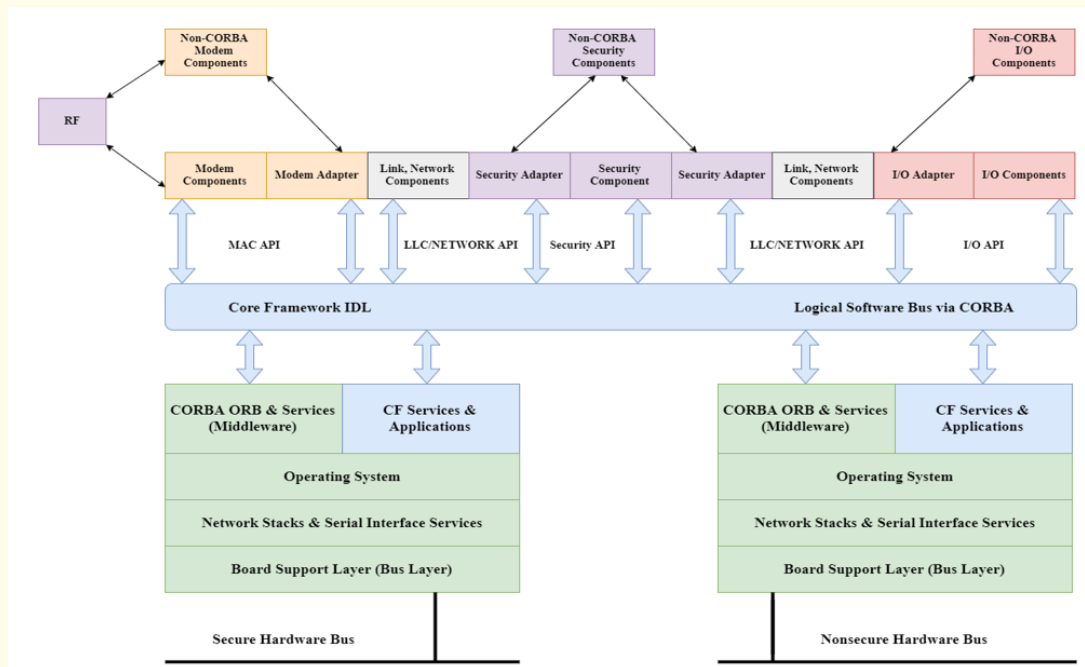 Non-CORBA
Modem
Components
Non-CORBA
Security
Components
Non-CORBA
I/O
Components
RF
Modem
Components
Modem Adapter
Link, Network
Components
Security Adapter
Security
Component
Security Adapter
Link, Network
Components
I/O Adapter
I/O Components
MAC API
LLC/NETWORK API
Security API
LLC/NETWORK API
I/O API
Core Framework IDL
Logical Software Bus via CORBA
CORBA ORB & Services
(Middleware)
CF Services &
Applications
CORBA ORB & Services
(Middleware)
CF Services &
Applications
Operating System
Operating System
Network Stacks & Serial Interface Services
Network Stacks & Serial Interface Services
Board Support Layer (Bus Layer)
Board Support Layer (Bus Layer)
Secure Hardware Bus
Nonsecure Hardware Bus